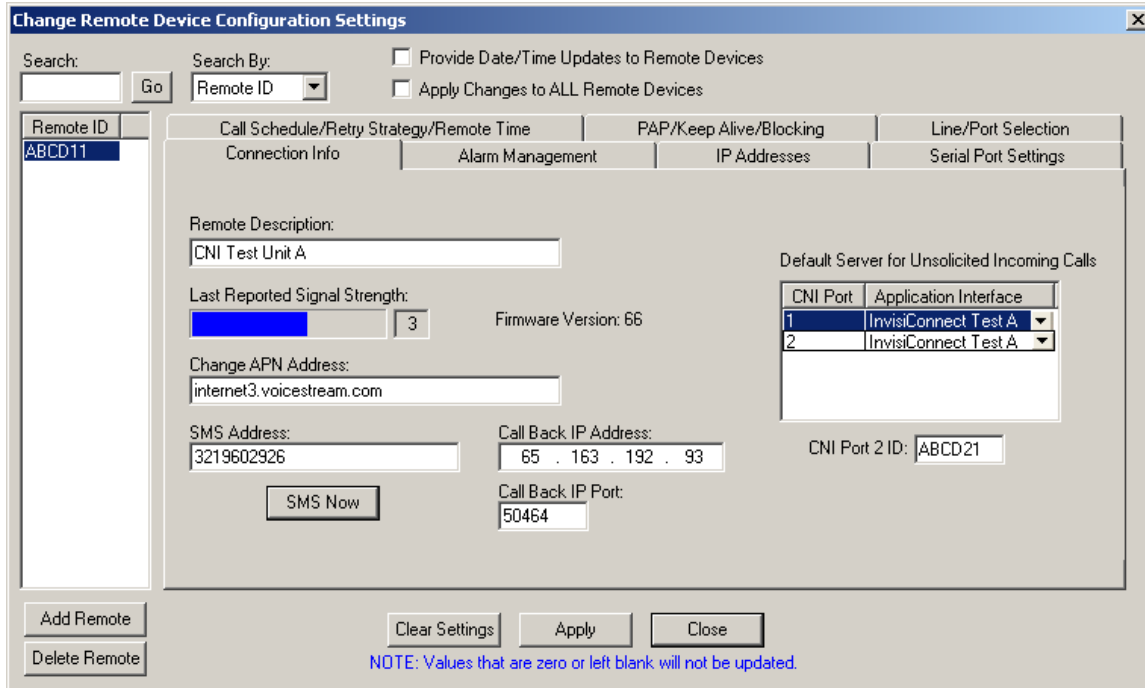 Change Remote Device Configuration Settings
Search:
Search By:
Provide Date/Time Updates to Remote Devices
Go
Remote ID
Apply Changes to ALL Remote Devices
Remote ID
Call Schedule/Retry Strategy/Remote Time
PAP/Keep Alive/Blocking
Line/Port Selection
ABCD11
Connection Info
Alarm Management
IP Addresses
Serial Port Settings
Remote Description:
CNI Test Unit A
Default Server for Unsolicited Incoming Calls
Last Reported Signal Strength:
3
Firmware Version: 66
CNI Port
Application Interface
1
InvisiConnect Test A
2
InvisiConnect Test A
Change APN Address:
internet3.voicestream.com
SMS Address:
3219602926
Call Back IP Address:
65 . 163 . 192 . 93
CNI Port 2 ID:
ABCD21
SMS Now
Call Back IP Port:
50464
Add Remote
Delete Remote
Clear Settings
Apply
Close
NOTE: Values that are zero or left blank will not be updated.